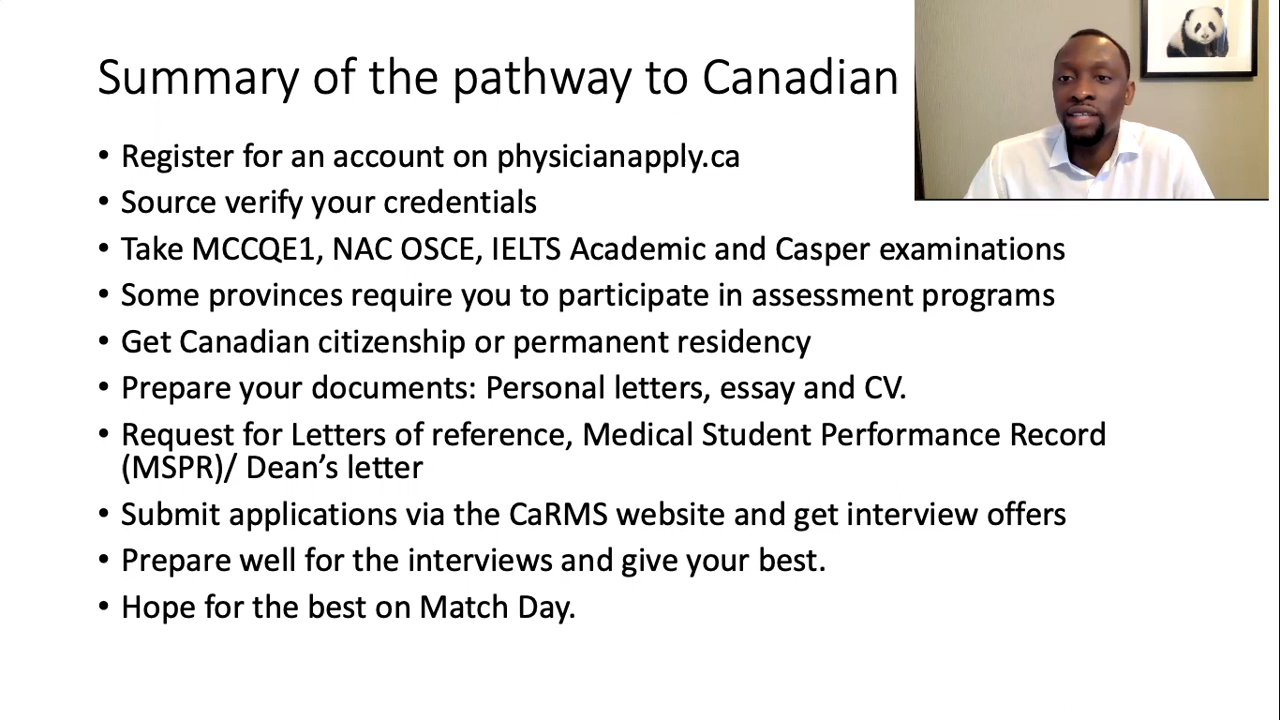 Summary of the pathway to Canadian
• Register for an account on physicianapply.ca
• Source verify your credentials
• Take MCCQE1, NAC OSCE, IELTS Academic and Casper examinations
• Some provinces require you to participate in assessment programs
• Get Canadian citizenship or permanent residency
• Prepare your documents: Personal letters, essay and CV.
• Request for Letters of reference, Medical Student Performance Record
(MSPR)/ Dean’s letter
• Submit applications via the CaRMS website and get interview offers
• Prepare well for the interviews and give your best.
• Hope for the best on Match Day.